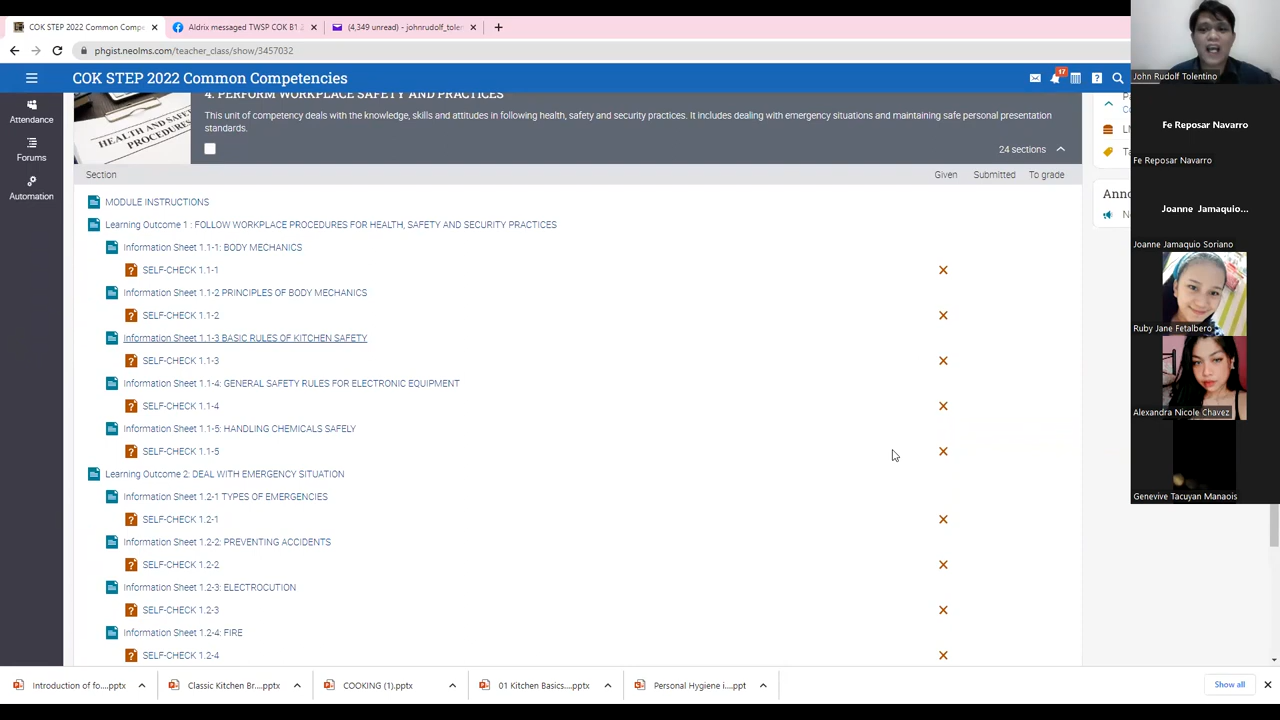 COK STEP 2022 Common Compe
Aldrix messaged TWSP COK B1 2
(4,349 unread) - johnrudolf_tole
phgist.neolms.com/teacher_class/show/3457032
COK STEP 2022 Common Competencies
17
Attendance
Forums
Automation
HEALTH AND SAF
PROCEDURE
4. PERFORM WORKPLACE SAFETY AND PRACTICES
This unit of competency deals with the knowledge, skills and attitudes in following health, safety and security practices. It includes dealing with emergency situations and maintaining safe personal presentation
standards.
24 sections
Section Given Submitted To grade
MODULE INSTRUCTIONS
Learning Outcome 1 : FOLLOW WORKPLACE PROCEDURES FOR HEALTH, SAFETY AND SECURITY PRACTICES
Information Sheet 1.1-1: BODY MECHANICS
SELF-CHECK 1.1-1
Information Sheet 1.1-2 PRINCIPLES OF BODY MECHANICS
SELF-CHECK 1.1-2
Information Sheet 1.1-3 BASIC RULES OF KITCHEN SAFETY
SELF-CHECK 1.1-3
Information Sheet 1.1-4: GENERAL SAFETY RULES FOR ELECTRONIC EQUIPMENT
SELF-CHECK 1.1-4
Information Sheet 1.1-5: HANDLING CHEMICALS SAFELY
SELF-CHECK 1.1-5
Learning Outcome 2: DEAL WITH EMERGENCY SITUATION
Information Sheet 1.2-1 TYPES OF EMERGENCIES
SELF-CHECK 1.2-1
Information Sheet 1.2-2: PREVENTING ACCIDENTS
SELF-CHECK 1.2-2
Information Sheet 1.2-3: ELECTROCUTION
SELF-CHECK 1.2-3
Information Sheet 1.2-4: FIRE
SELF-CHECK 1.2-4
Anno
John Rudolf Tolentino
Fe Reposar Navarro
Fe Reposar Navarro
Joanne Jamaquio...
Joanne Jamaquio Soriano
Ruby Jane Fetalbero
Alexandra Nicole Chavez
Genevive Tacuyan Manaois
Introduction of fo....pptx
Classic Kitchen Br....pptx
COOKING (1).pptx
01 Kitchen Basics....pptx
Personal Hygiene i....ppt
Show all